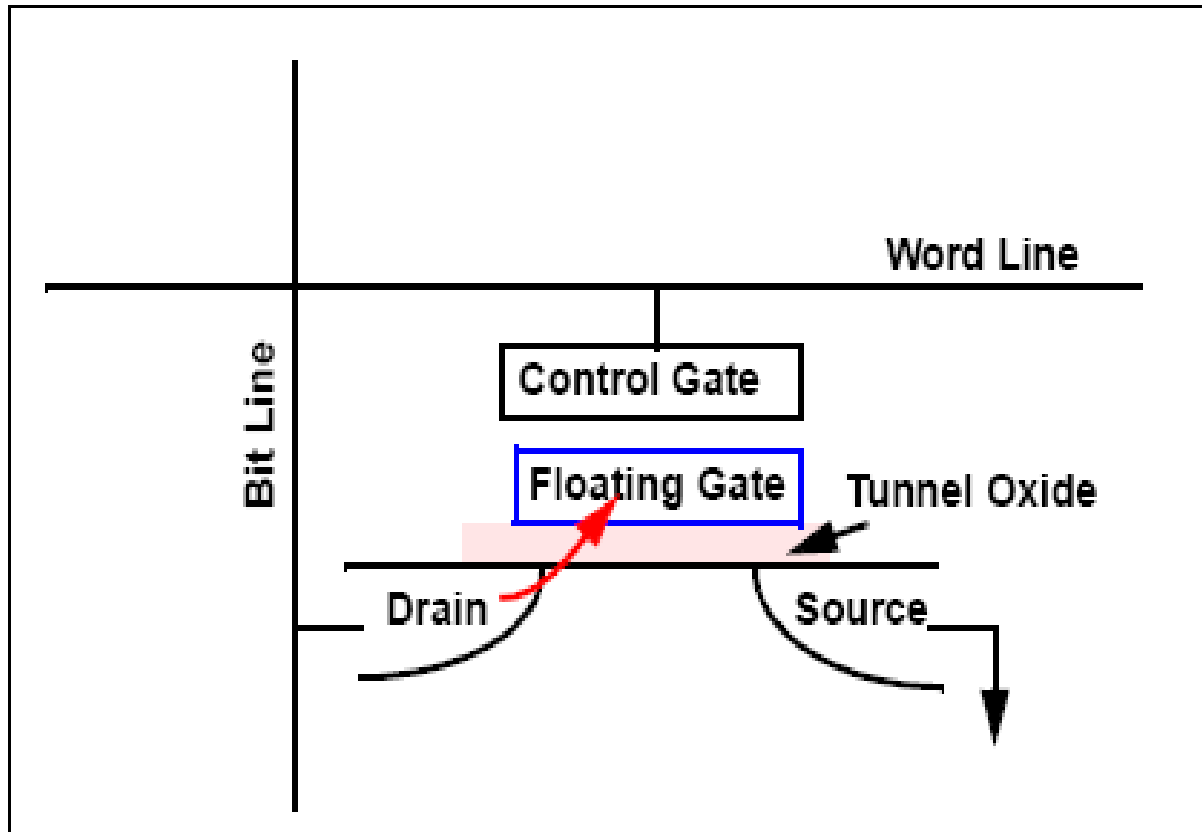 Word Line
Control Gate
Bit Line
Floating Gate
Tunnel Oxide
Drain
Source